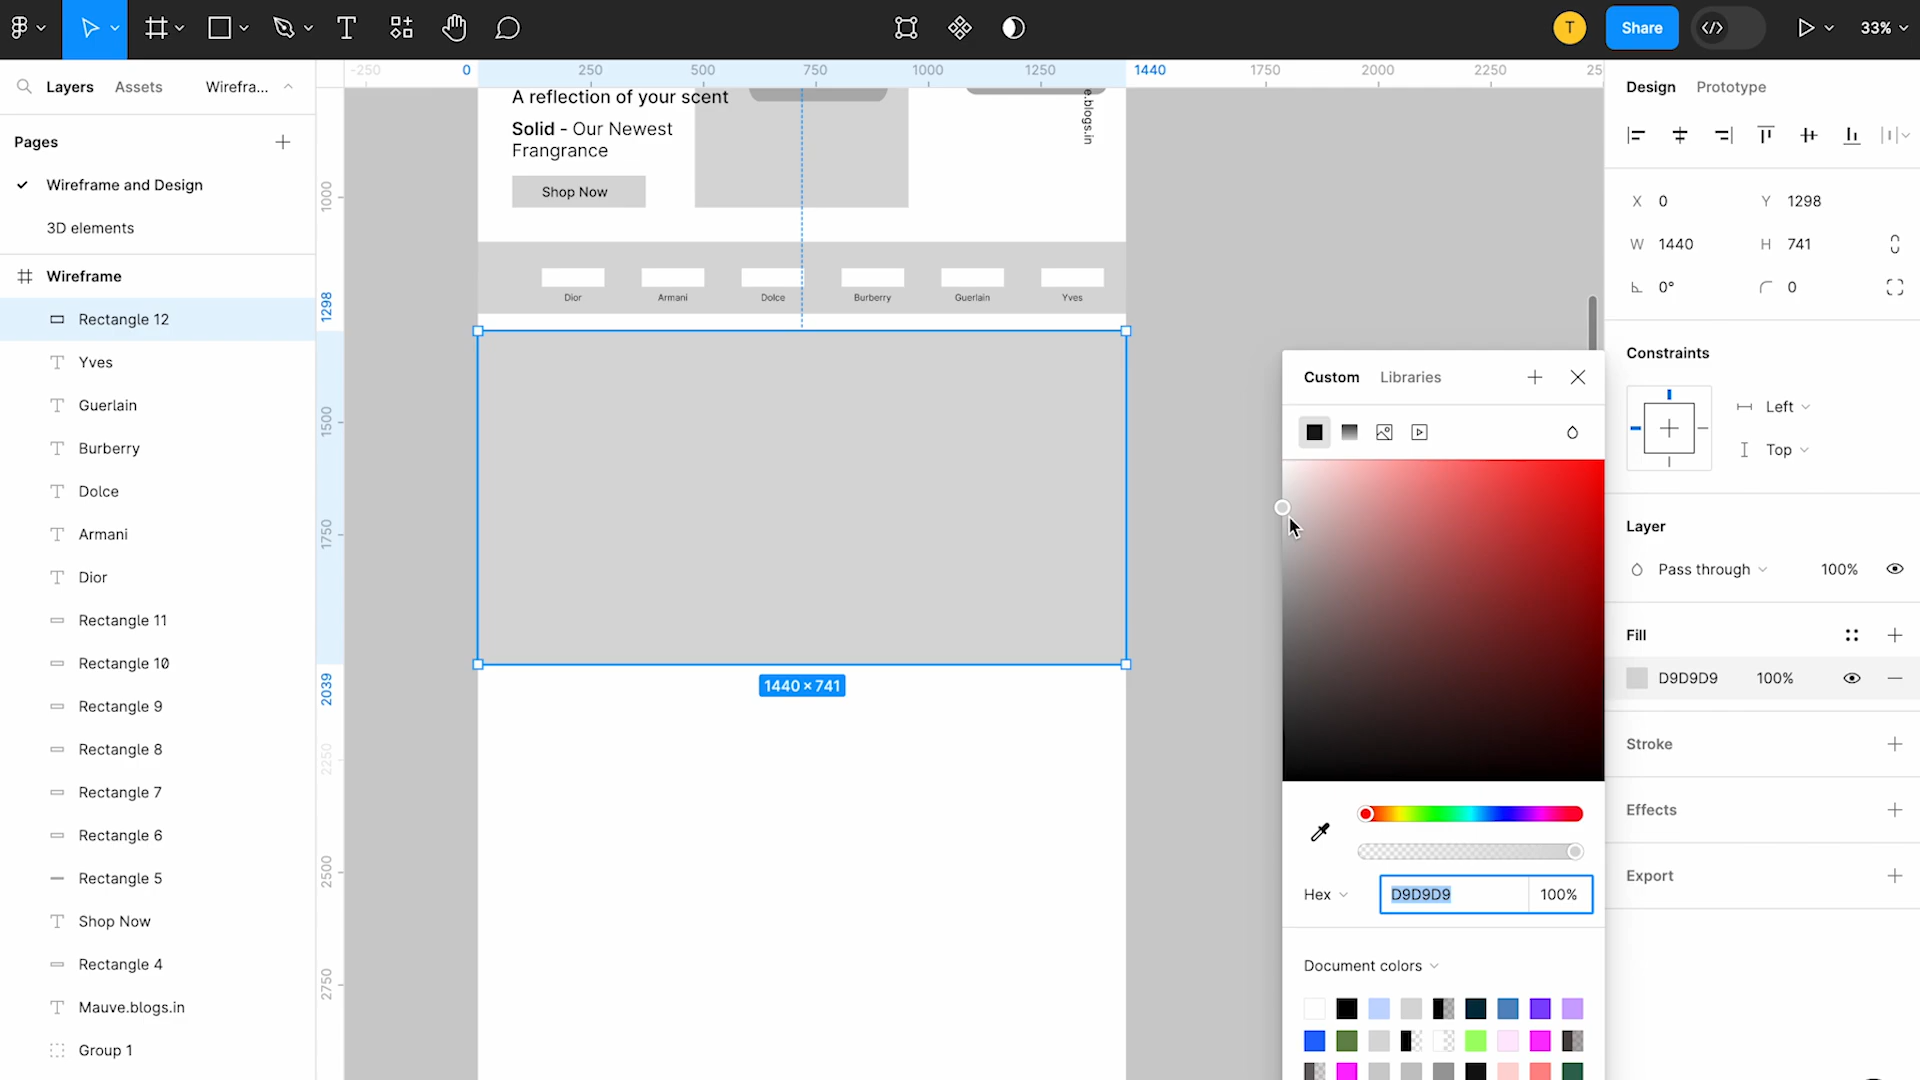 T
Share
33%
Layers
Assets
Wirefra...
-250
0
250
500
750
1000
1250
1440
1750
2000
2250
25
Design
Prototype
Pages
Wireframe and Design
3D elements
Wireframe
Rectangle 12
Yves
Guerlain
Burberry
Dolce
Armani
Dior
Rectangle 11
Rectangle 10
Rectangle 9
Rectangle 8
Rectangle 7
Rectangle 6
Rectangle 5
Shop Now
Rectangle 4
Mauve.blogs.in
Group 1
1000
1298
1500
1750
2039
2250
2500
2750
A reflection of your scent
Solid - Our Newest
Frangrance
Shop Now
e.blogs.in
Dior
Armani
Dolce
Burberry
Guerlain
Yves
1440 × 741
Custom
Libraries
Hex
D9D9D9
100%
Document colors
X 0
Y 1298
W 1440
H 741
0°
0
Constraints
Left
Top
Layer
Pass through
100%
Fill
D9D9D9
100%
Stroke
Effects
Export